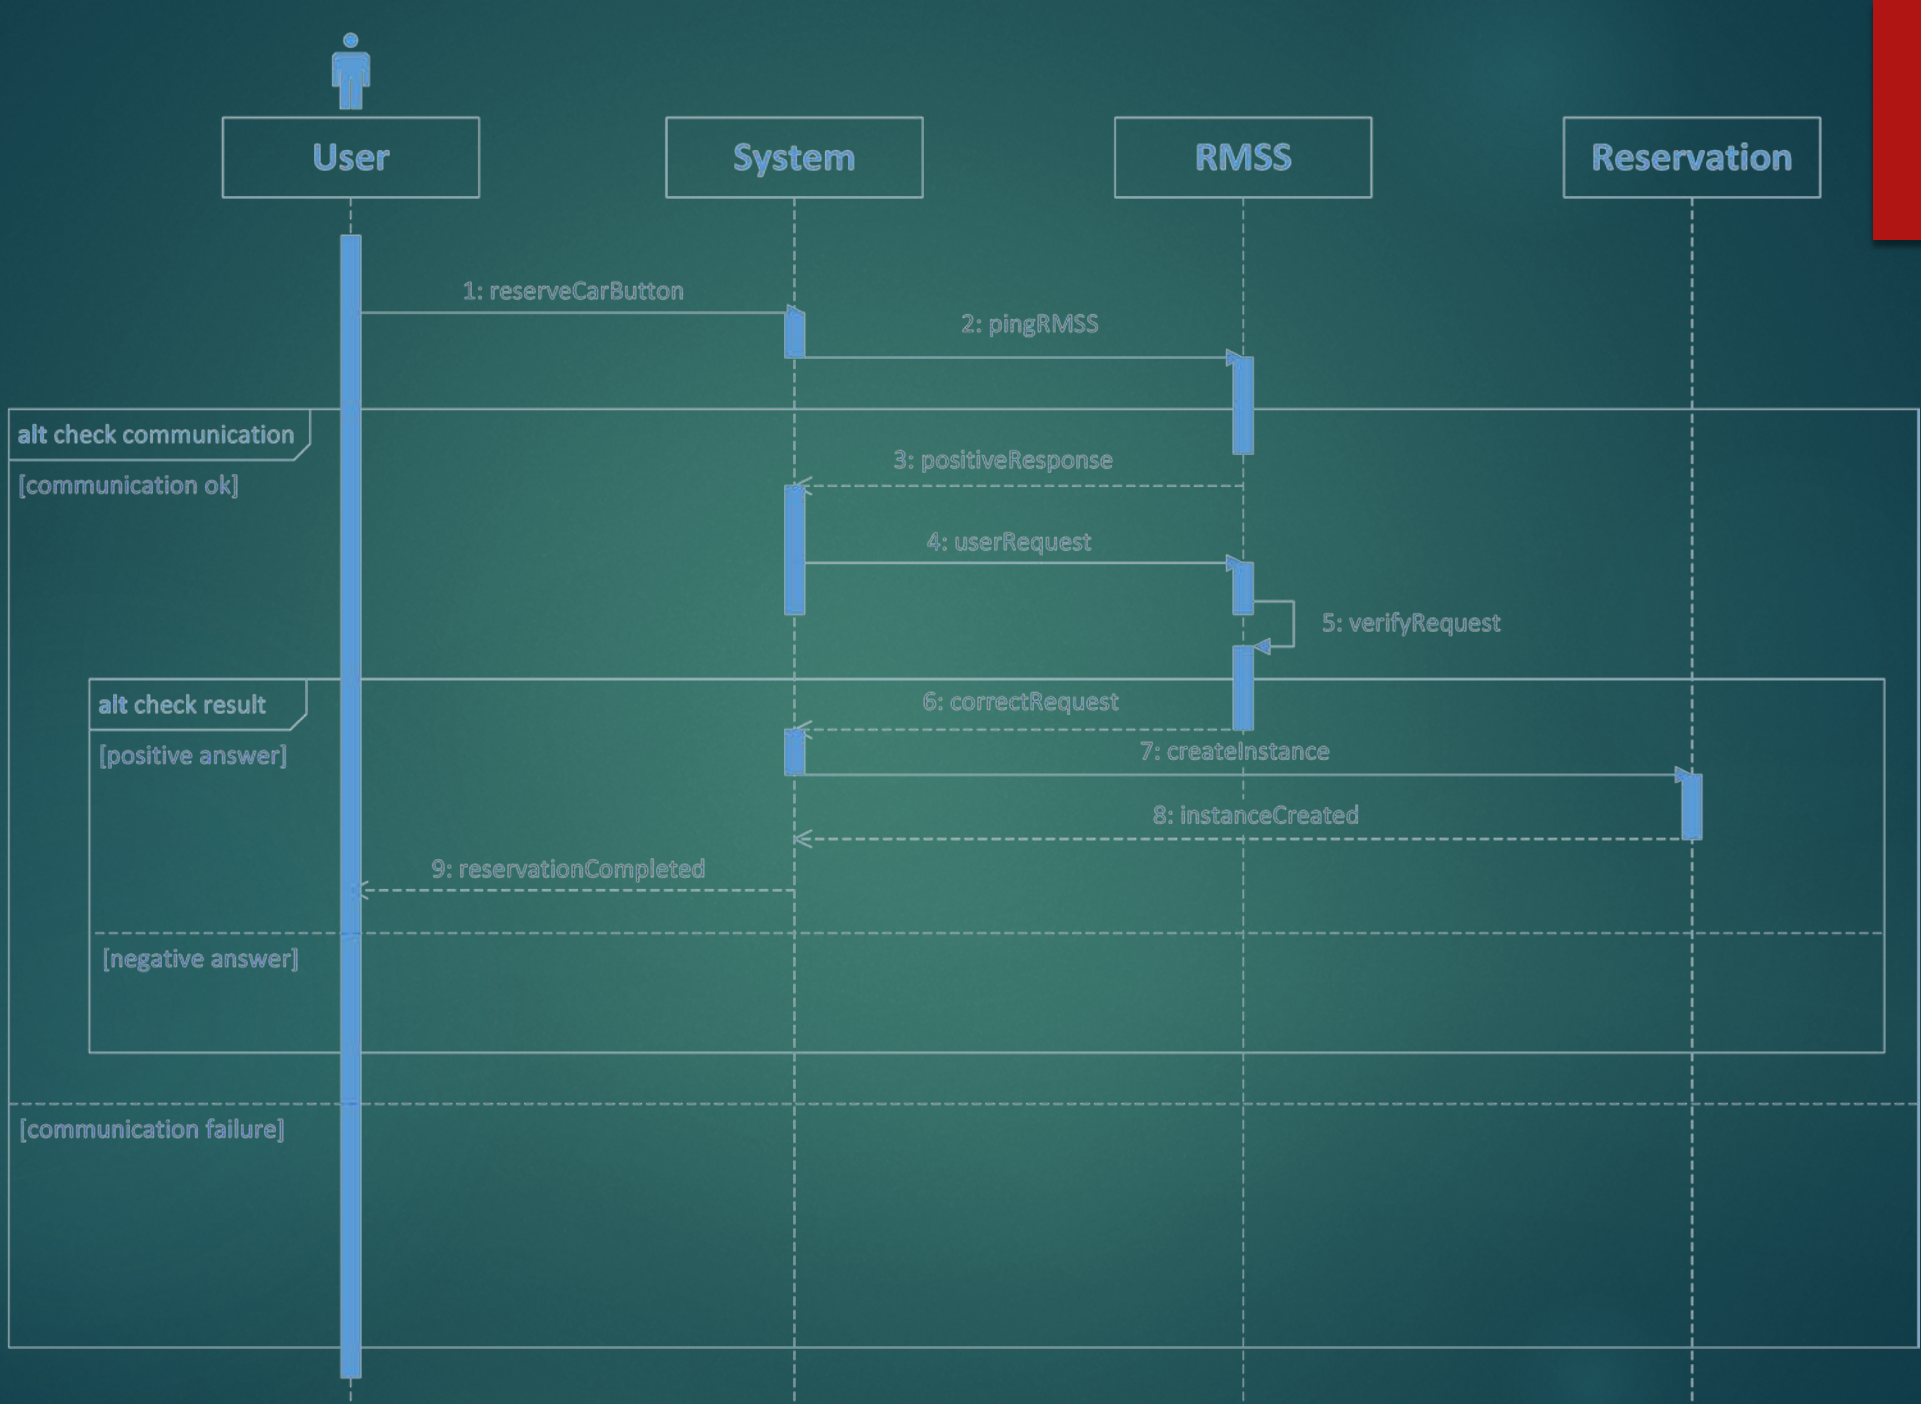 User
System
RMSS
Reservation
1: reserveCarButton
2: pingRMSS
alt check communication
[communication ok]
3: positiveResponse
4: userRequest
5: verifyRequest
alt check result
6: correctRequest
[positive answer]
7: createInstance
8: instanceCreated
9: reservationCompleted
[negative answer]
[communication failure]